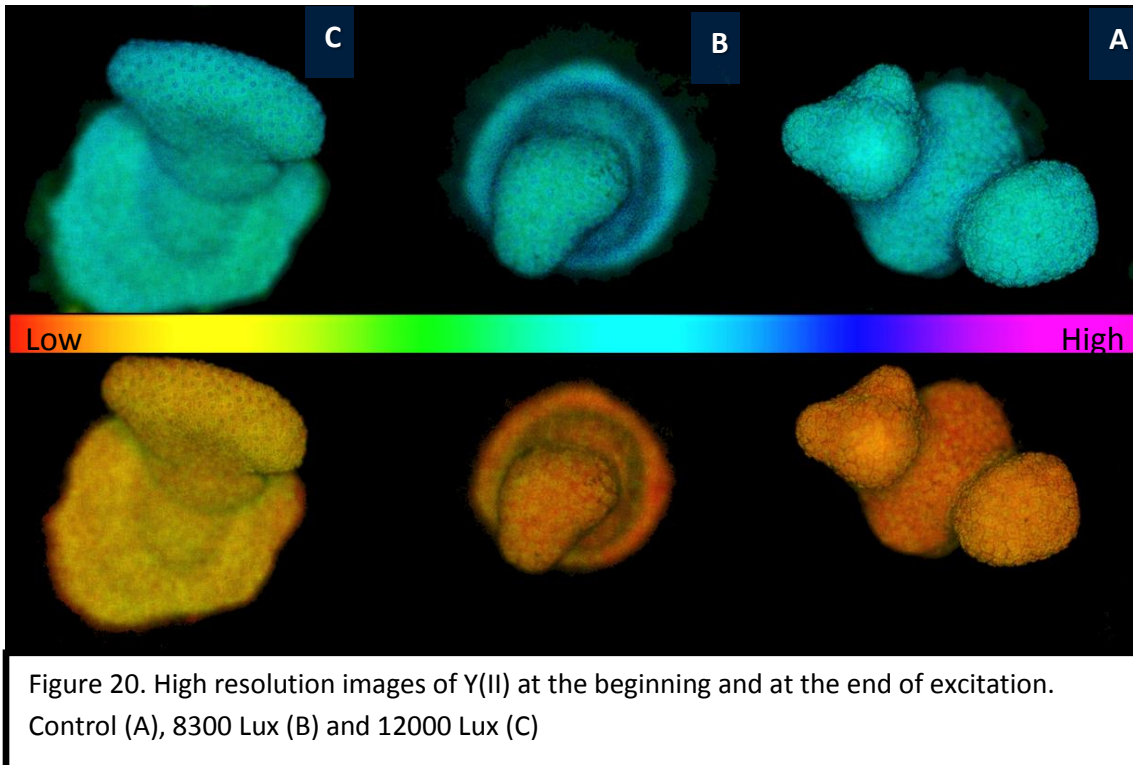 C
B
A
Low High
Figure 20. High resolution images of Y(II) at the beginning and at the end of excitation.
Control (A), 8300 Lux (B) and 12000 Lux (C)